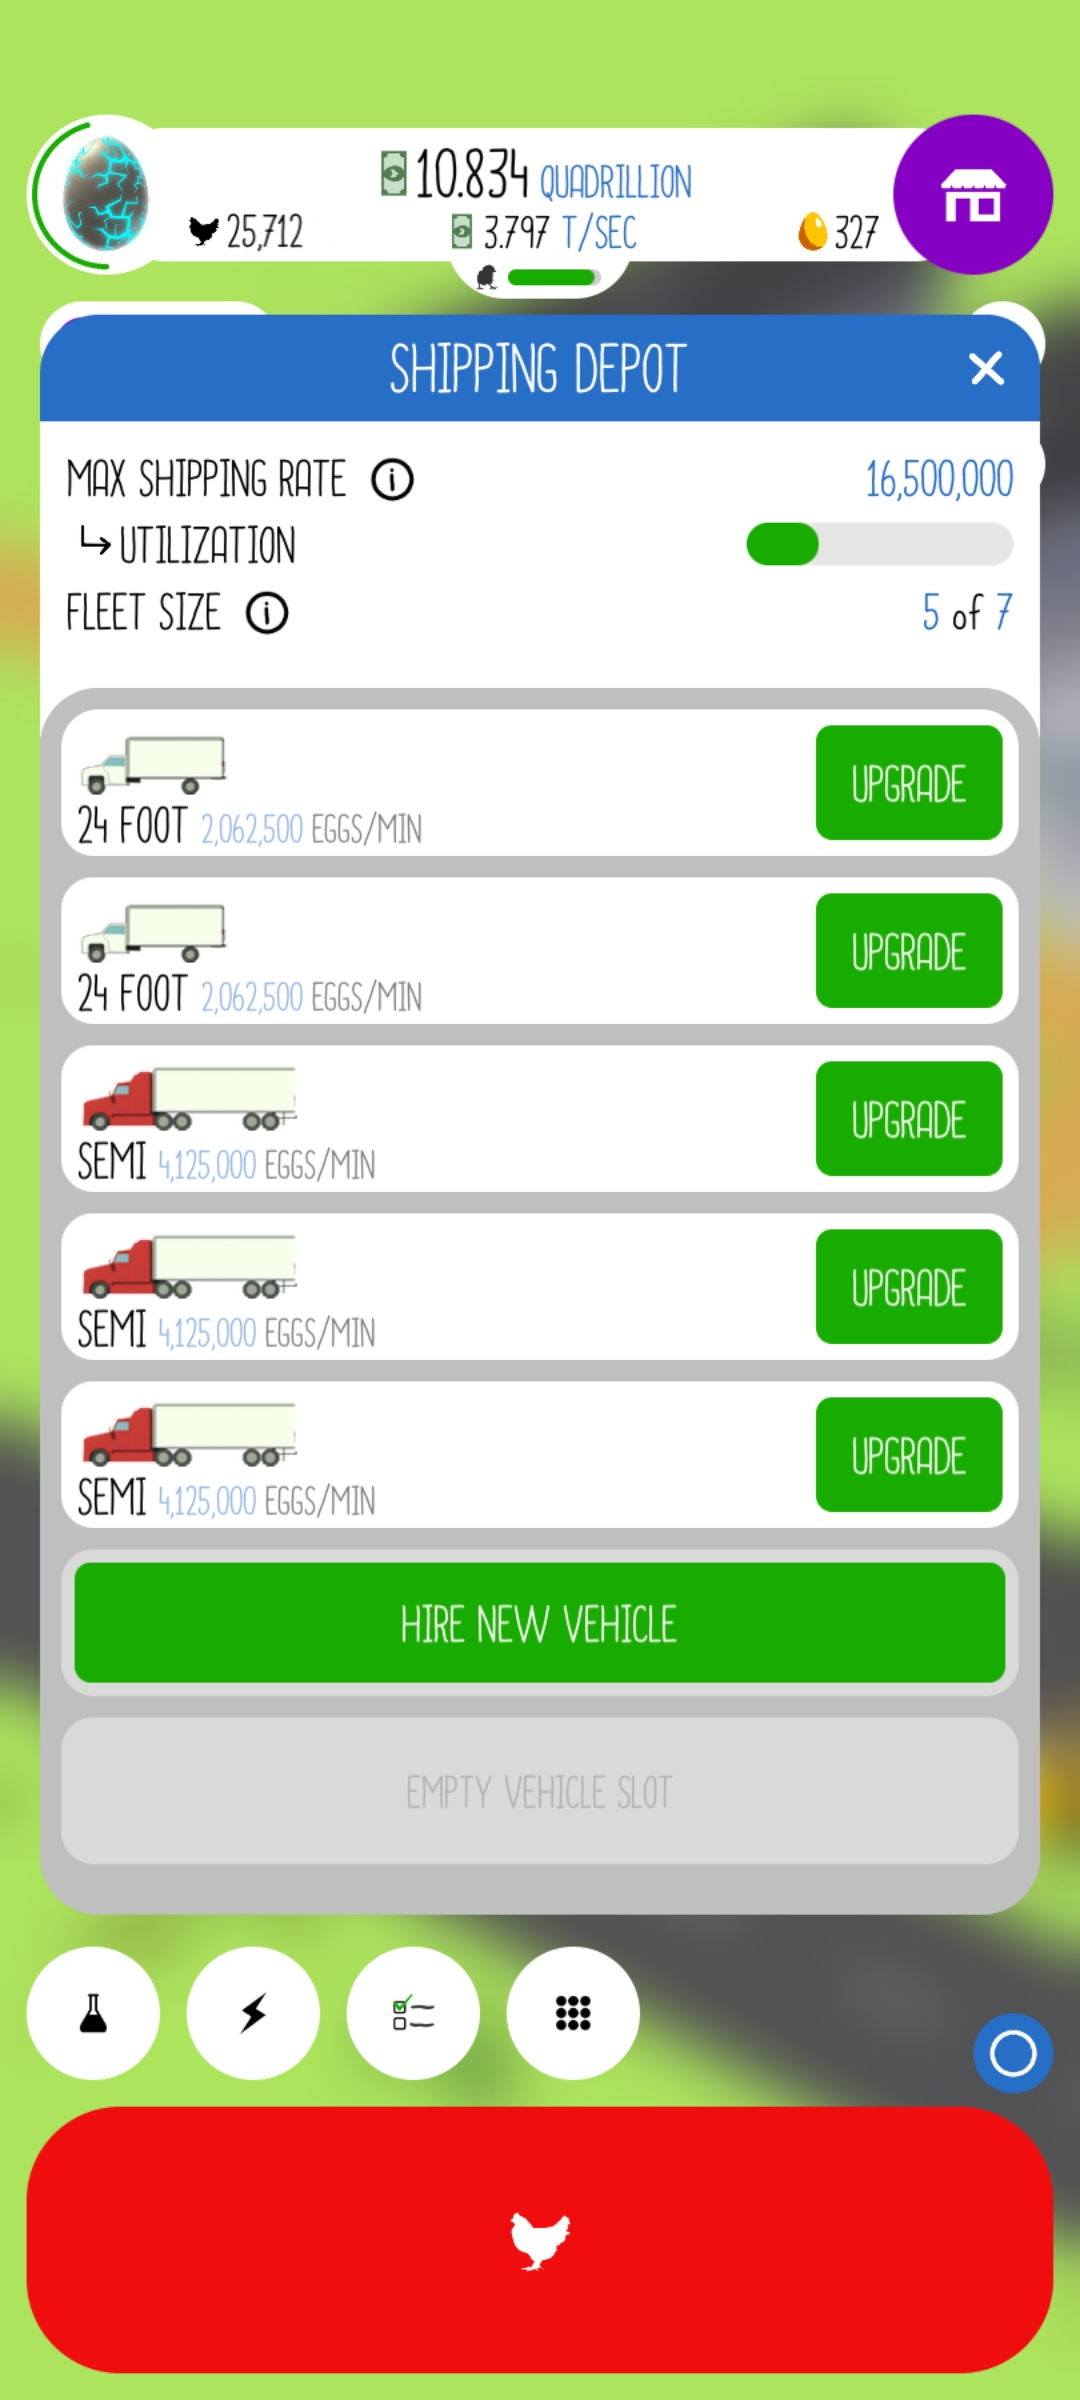 10.834 QUADRILLION
25,712 3.797 T/SEC 327
SHIPPING DEPOT
MAX SHIPPING RATE 16,500,000
UTILIZATION
FLEET SIZE 5 of 7
24 FOOT 2,062,500 EGGS/MIN
UPGRADE
24 FOOT 2,062,500 EGGS/MIN
UPGRADE
SEMI 4,125,000 EGGS/MIN
UPGRADE
SEMI 4,125,000 EGGS/MIN
UPGRADE
SEMI 4,125,000 EGGS/MIN
UPGRADE
HIRE NEW VEHICLE
EMPTY VEHICLE SLOT